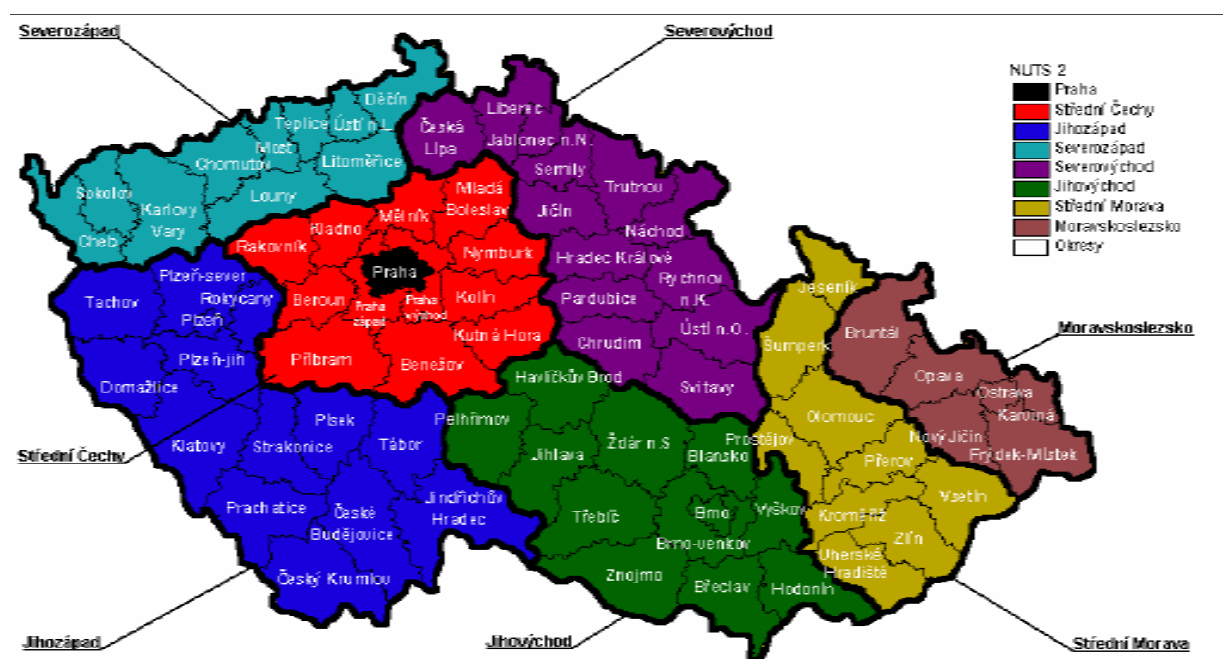 Severozápad
Severovýchod
NUTS 2
Praha
Střední Čechy
Jihozápad
Severozápad
Severovýchod
Jihovýchod
Střední Morava
Moravskoslezsko
Okresy
Děčín
Teplice
Ústí n.L.
Most
Chomutov
Litoměřice
Louny
Sokolov
Karlovy
Vary
Cheb
Česká
Lípa
Liberec
Jablonec n.N.
Semily
Trutnov
Jičín
Náchod
Hradec Králové
Rychnov
n.K.
Pardubice
Ústí n.O.
Chrudim
Svitavy
Mladá
Boleslav
Mělník
Kladno
Rakovník
Nymburk
Praha
Beroun
Praha
západ
Praha
východ
Kolín
Kutná Hora
Příbram
Benešov
Plzeň-sever
Tachov
Rokycany
Plzeň
Plzeň-jih
Domažlice
Klatovy
Písek
Strakonice
Tábor
Prachatice
České
Budějovice
Jindřichův
Hradec
Český Krumlov
Havlíčkův Brod
Pelhřimov
Jihlava
Ždár n.S
Blansko
Třebíč
Brno
Vyškov
Brno-venkov
Znojmo
Břeclav
Hodonín
Jeseník
Šumperk
Olomouc
Prostějov
Přerov
Kroměříž
Vsetín
Zlín
Uherské
Hradiště
Bruntál
Opava
Ostrava
Karviná
Nový Jičín
Frýdek-Místek
Moravskoslezsko
Střední Čechy
Jihozápad
Jihovýchod
Střední Morava